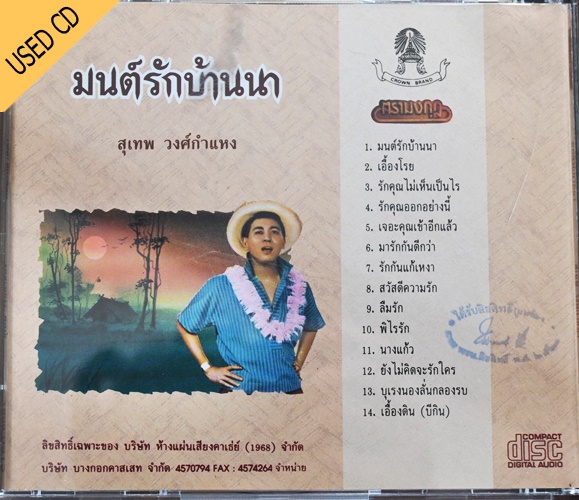 USED CD
มนต์รักบ้านนา
สุเทพ วงศ์กำแหง
CROWN BRAND
ตรามงกุฎ
1. มนต์รักบ้านนา
2. เอื้องโรย
3. รักคุณไม่เห็นเป็นไร
4. รักคุณออกอย่างนี้
5. เจอะคุณเข้าอีกแล้ว
6. มารักกันดีกว่า
7. รักกันแก้เหงา
8. สวัสดีความรัก
9. ลืมรัก
10. พิไรรัก
11. นางแก้ว
12. ยังไม่คิดจะรักใคร
13. บุเรงนองลั่นกลองรบ
14. เอื้องดิน (บีกิน)
ลิขสิทธิ์เฉพาะของ บริษัท ห้างแผ่นเสียงคาเธ่ย์ (1968) จำกัด
บริษัท บางกอกคาสเสท จำกัด 4570794 FAX : 4574264 จำหน่าย
COMPACT
disc
DIGITAL AUDIO